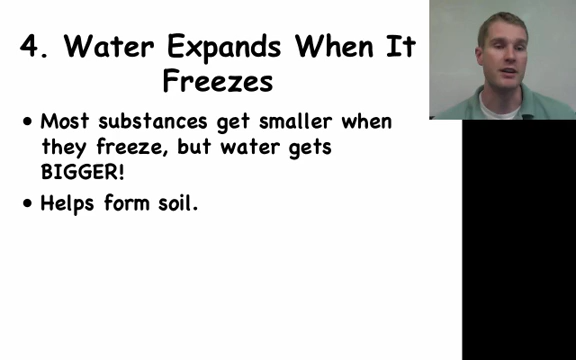 4. Water Expands When It
Freezes
• Most substances get smaller when
they freeze, but water gets
BIGGER!
• Helps form soil.